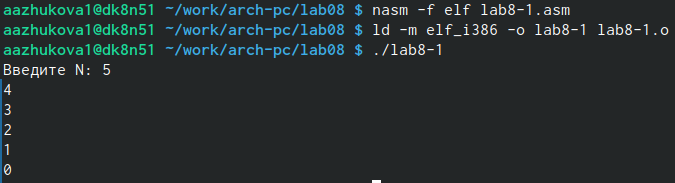 aazhukova1@dk8n51 ~/work/arch-pc/lab08 $ nasm -f elf lab8-1.asm
aazhukova1@dk8n51 ~/work/arch-pc/lab08 $ ld -m elf_i386 -o lab8-1 lab8-1.o
aazhukova1@dk8n51 ~/work/arch-pc/lab08 $ ./lab8-1
Введите N: 5
4
3
2
1
0